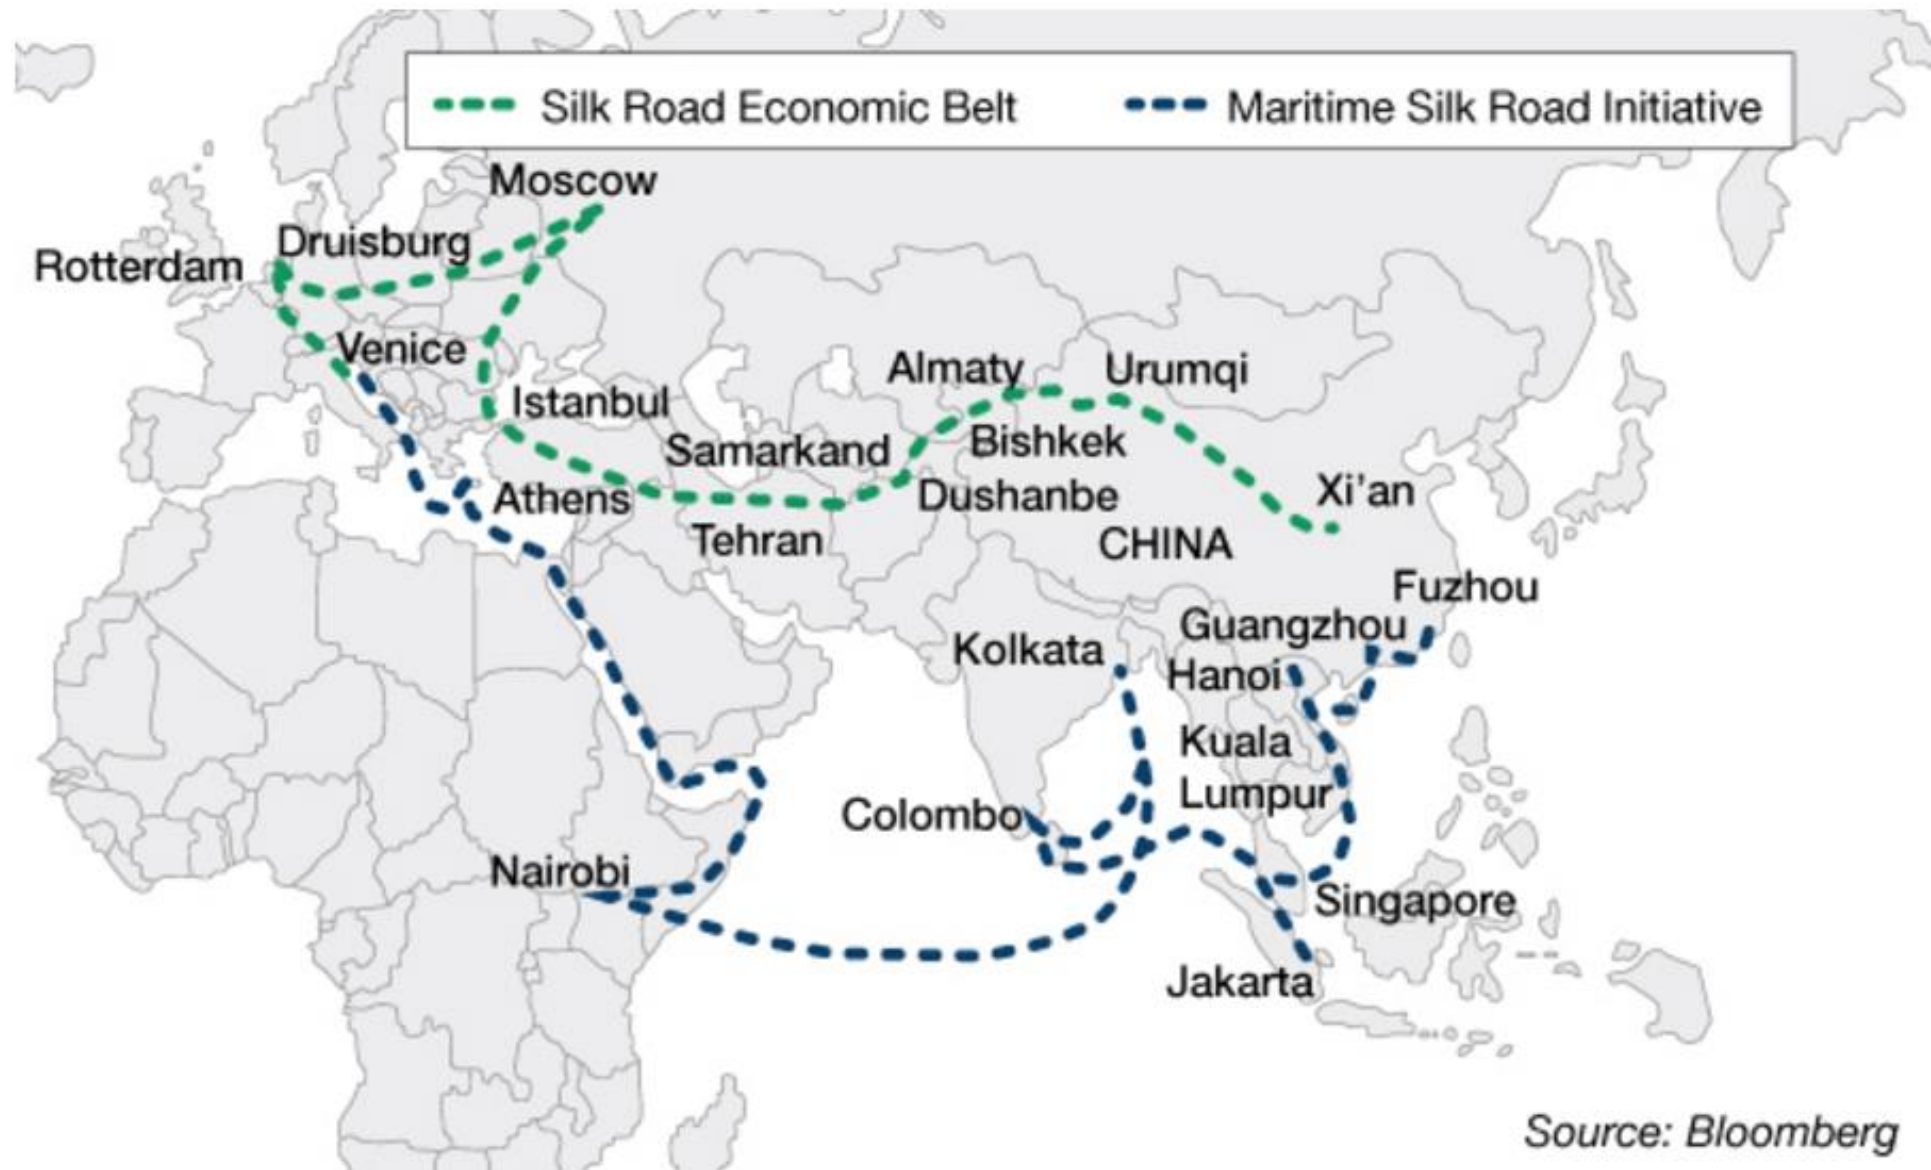 Silk Road Economic Belt
Maritime Silk Road Initiative
Moscow
Druisburg
Rotterdam
Venice
Almaty
Urumqi
Istanbul
Samarkand
Bishkek
Xi'an
Athens
Dushanbe
Tehran
CHINA
Fuzhou
Guangzhou
Kolkata
Hanoi
Kuala
Lumpur
Colombo
Nairobi
Singapore
Jakarta
Source: Bloomberg